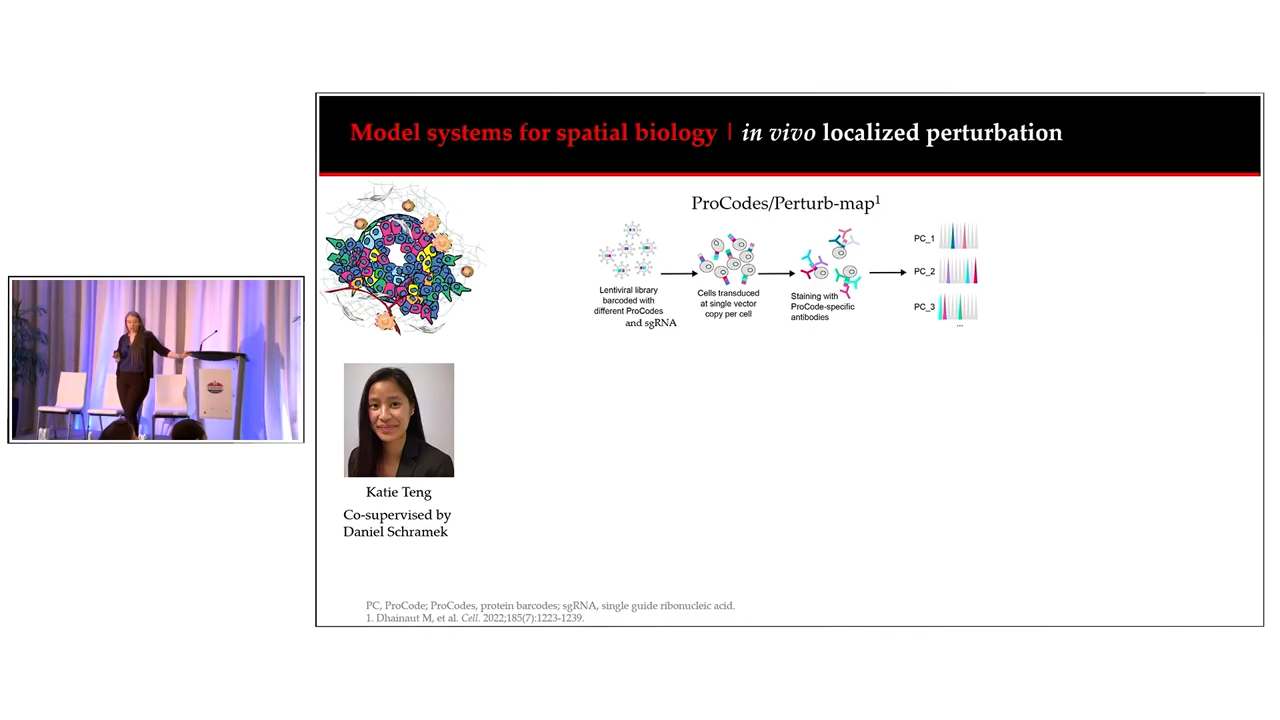 Model systems for spatial biology | in vivo localized perturbation
ProCodes/Perturb-map1
Lentiviral library
barcoded with
different ProCodes
and sgRNA
Cells transduced
at single vector
copy per cell
Staining with
ProCode-specific
antibodies
PC_1
PC_2
PC_3
...
Katie Teng
Co-supervised by
Daniel Schramek
PC, ProCode; ProCodes, protein barcodes; sgRNA, single guide ribonucleic acid.
1. Dhainaut M, et al. Cell. 2022;185(7):1223-1239.